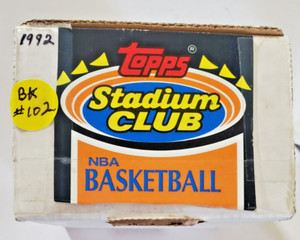 1992
TOPPS®
BK
#102
Stadium
CLUB
NBA
BASKETBALL